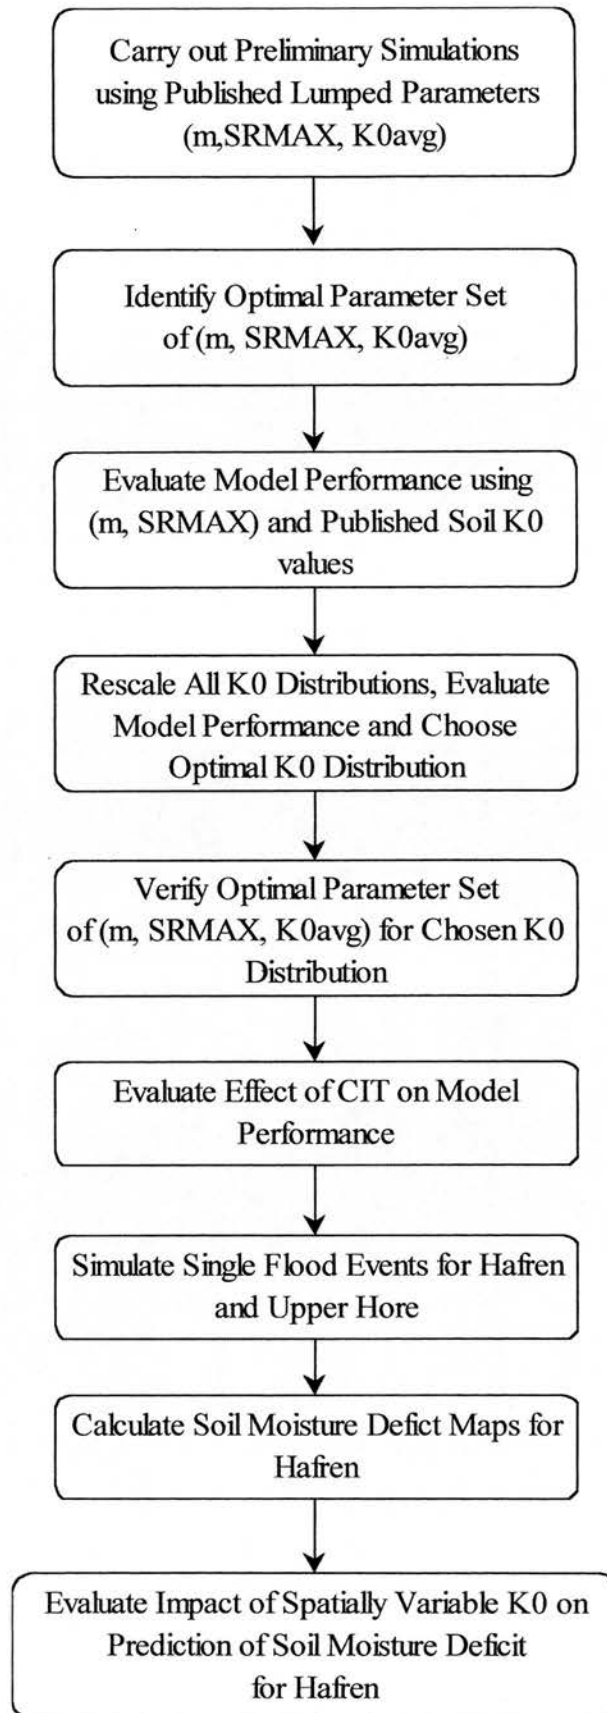 Carry out Preliminary Simulations
using Published Lumped Parameters
(m,SRMAX, K0avg)
Identify Optimal Parameter Set
of (m, SRMAX, K0avg)
Evaluate Model Performance using
(m, SRMAX) and Published Soil K0
values
Rescale All K0 Distributions, Evaluate
Model Performance and Choose
Optimal K0 Distribution
Verify Optimal Parameter Set
of (m, SRMAX, K0avg) for Chosen K0
Distribution
Evaluate Effect of CIT on Model
Performance
Simulate Single Flood Events for Hafren
and Upper Hore
Calculate Soil Moisture Defict Maps for
Hafren
Evaluate Impact of Spatially Variable K0 on
Prediction of Soil Moisture Deficit
for Hafren